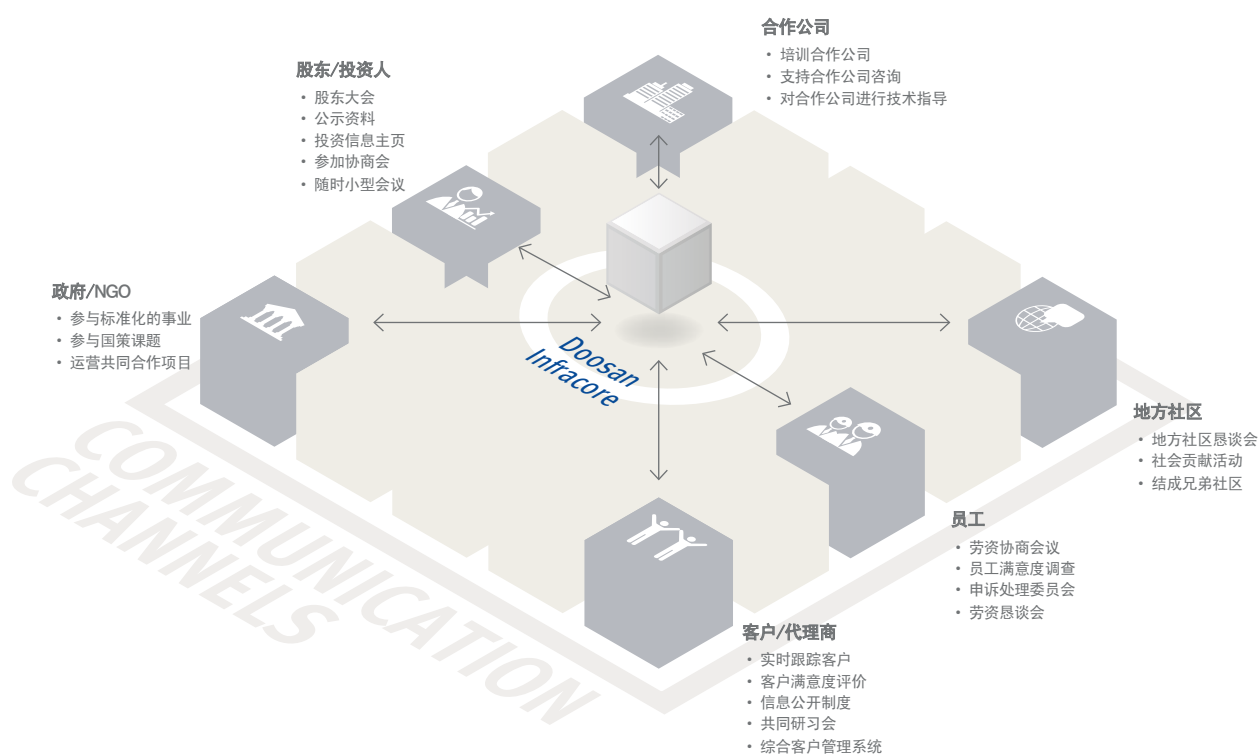 合作公司
• 培训合作公司
• 支持合作公司咨询
• 对合作公司进行技术指导
股东/投资人
• 股东大会
• 公示资料
• 投资信息主页
• 参加协商会
• 随时小型会议
政府/NGO
• 参与标准化的事业
• 参与国策课题
• 运营共同合作项目
Doosan
Infracore
地方社区
• 地方社区恳谈会
• 社会贡献活动
• 结成兄弟社区
员工
• 劳资协商会议
• 员工满意度调查
• 申诉处理委员会
• 劳资恳谈会
客户/代理商
• 实时跟踪客户
• 客户满意度评价
• 信息公开制度
• 共同研习会
• 综合客户管理系统
COMMUNICATION
CHANNELS